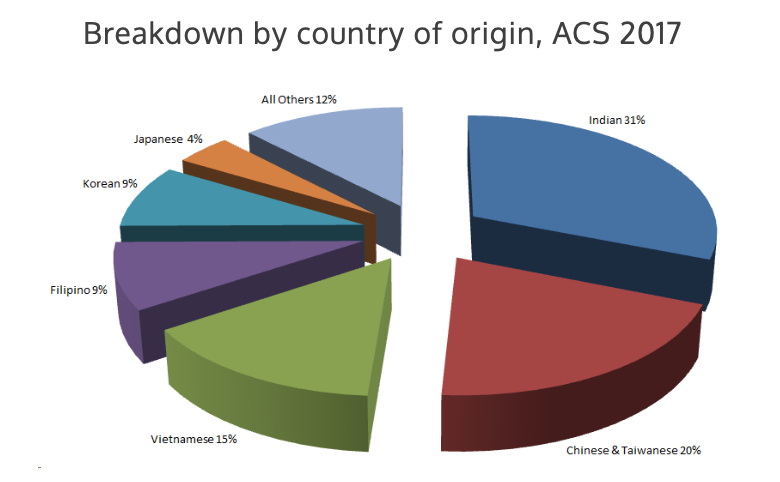 Breakdown by country of origin, ACS 2017
All Others 12%
Indian 31%
Japanese 4%
Korean 9%
Filipino 9%
Vietnamese 15%
Chinese & Taiwanese 20%